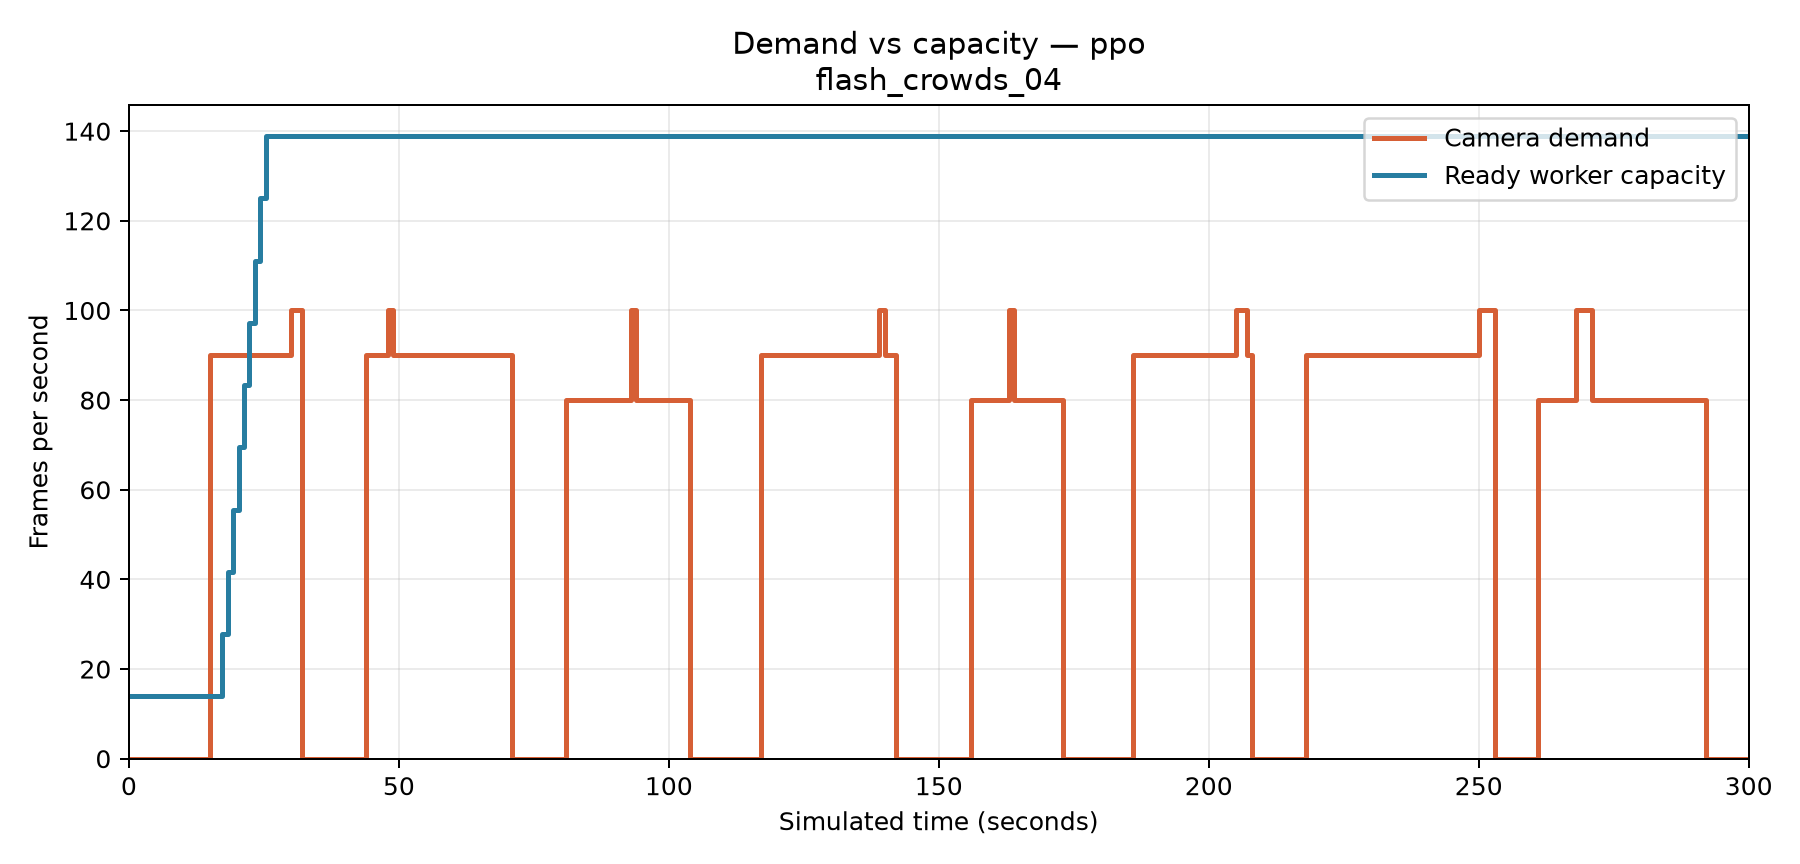 Demand vs capacity — ppo
flash_crowds_04
Camera demand
Ready worker capacity
Frames per second
140
120
100
80
60
40
20
0
0 50 100 150 200 250 300
Simulated time (seconds)